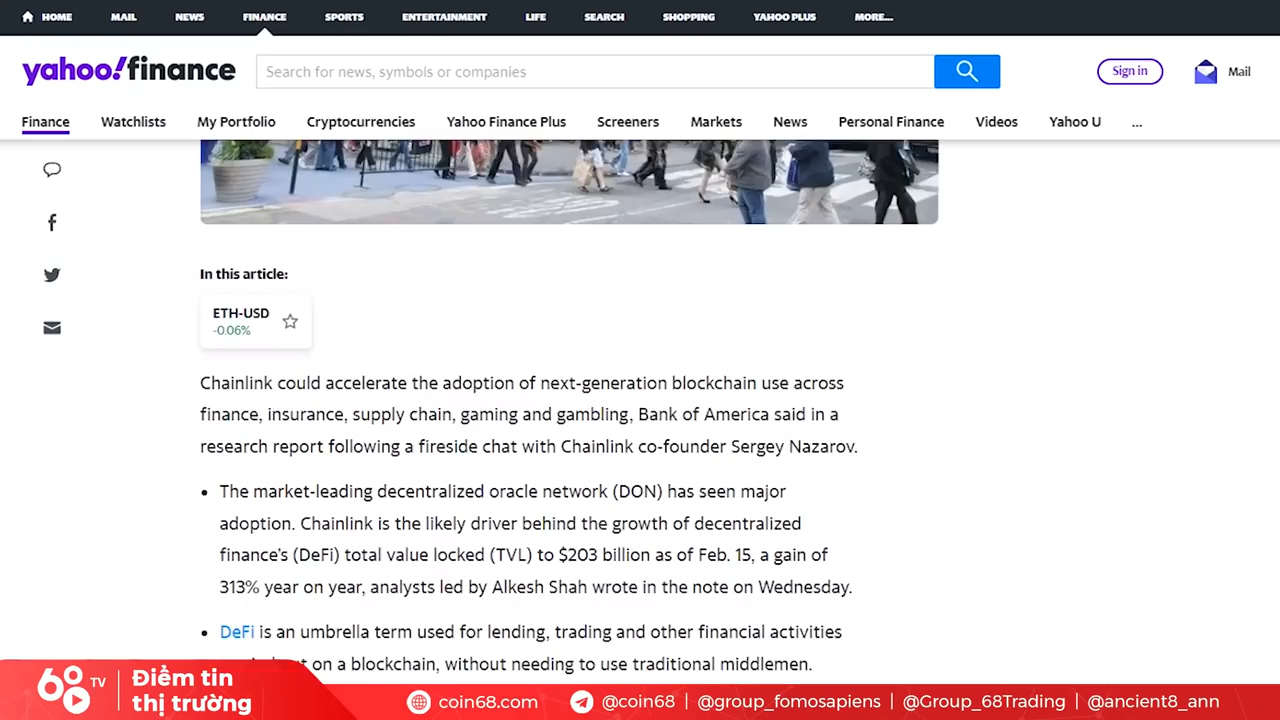 HOME MAIL NEWS FINANCE SPORTS ENTERTAINMENT LIFE SEARCH SHOPPING YAHOO PLUS MORE...
yahoo!finance Search for news, symbols or companies Sign in Mail
Finance Watchlists My Portfolio Cryptocurrencies Yahoo Finance Plus Screeners Markets News Personal Finance Videos Yahoo U ...
In this article:
ETH-USD
-0.06%
Chainlink could accelerate the adoption of next-generation blockchain use across
finance, insurance, supply chain, gaming and gambling, Bank of America said in a
research report following a fireside chat with Chainlink co-founder Sergey Nazarov.
• The market-leading decentralized oracle network (DON) has seen major
adoption. Chainlink is the likely driver behind the growth of decentralized
finance's (DeFi) total value locked (TVL) to $203 billion as of Feb. 15, a gain of
313% year on year, analysts led by Alkesh Shah wrote in the note on Wednesday.
• DeFi is an umbrella term used for lending, trading and other financial activities
on a blockchain, without needing to use traditional middlemen.
68 TV
Điểm tin
thị trường
coin68.com @coin68 | @group_fomosapiens | @Group_68Trading | @ancient8_ann